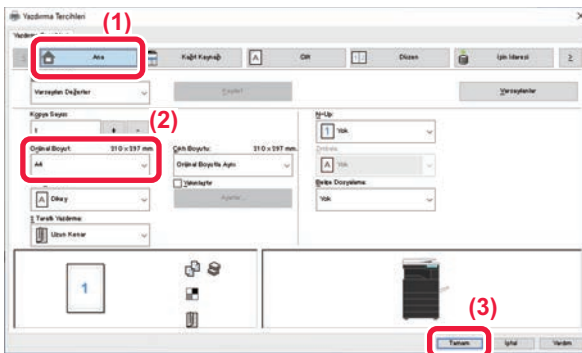 Yazdırma Tercihleri
(1)
Ana
Kağıt Kaynağı
Cilt
Düzen
İşin İdaresi
Varsayılan Değerler
Kaydet
Varsayılanlar
Kopya Sayısı:
(2)
1
N-Up:
1 Yok
Orijinal Boyut: 210 x 297 mm.
Çıktı Boyutu: 210 x 297 mm.
A4
Orijinal Boyutla Aynı
A Yok
Yakınlaştır
Belge Dosyalama:
A Dikey
Ayarlar...
Yok
2 Taraflı Yazdırma:
Uzun Kenar
1
(3)
Tamam
İptal
Yardım